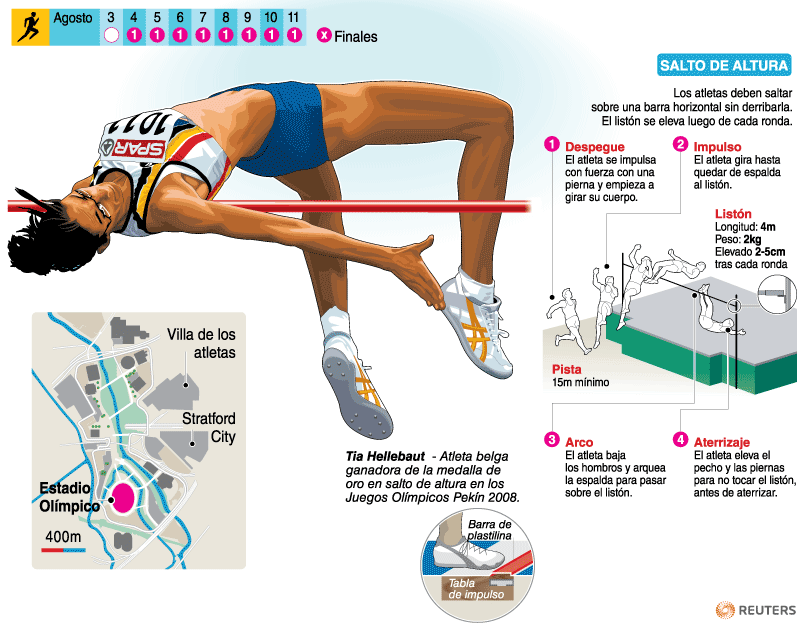 Agosto 3 4 5 6 7 8 9 10 11
1 1 1 1 1 1 1 1
x Finales
SALTO DE ALTURA
Los atletas deben saltar
sobre una barra horizontal sin derribarla.
El listón se eleva luego de cada ronda.
1 Despegue
El atleta se impulsa
con fuerza con una
pierna y empieza a
girar su cuerpo.
2 Impulso
El atleta gira hasta
quedar de espalda
al listón.
Listón
Longitud: 4m
Peso: 2kg
Elevado 2-5cm
tras cada ronda
Pista
15m mínimo
3 Arco
El atleta baja
los hombros y arquea
la espalda para pasar
sobre el listón.
4 Aterrizaje
El atleta eleva el
pecho y las piernas
para no tocar el listón,
antes de aterrizar.
SPAR
Villa de los
atletas
Stratford
City
Estadio
Olímpico
400m
Tia Hellebaut - Atleta belga
ganadora de la medalla de
oro en salto de altura en los
Juegos Olímpicos Pekín 2008.
Barra de
plastilina
Tabla
de impulso
REUTERS